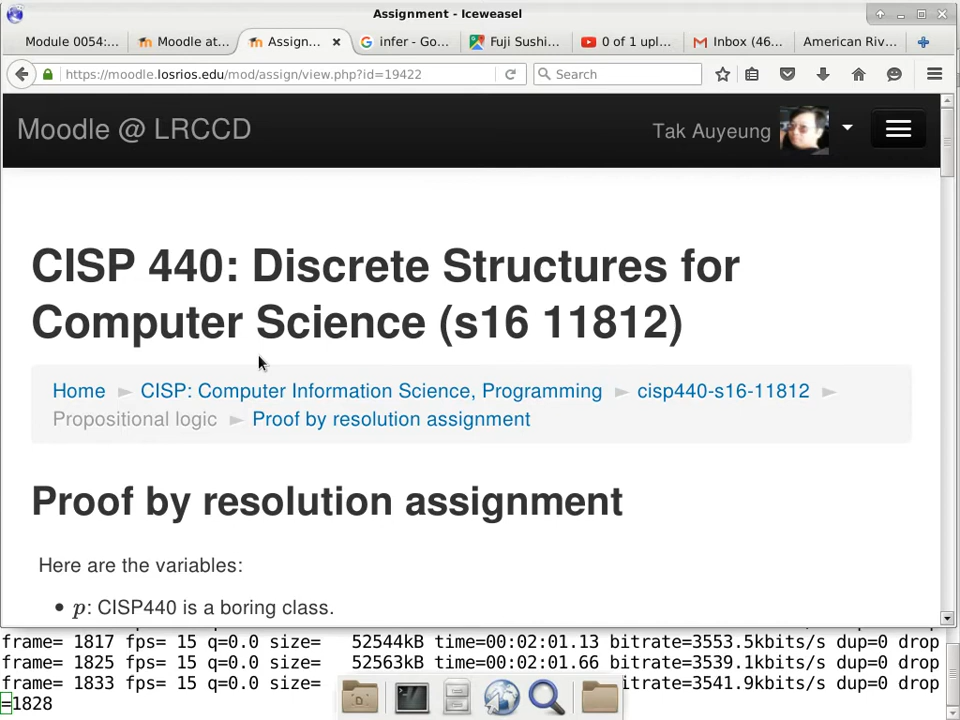 Assignment - Iceweasel
Module 0054:... Moodle at... Assign... infer - Go... Fuji Sushi... 0 of 1 upl... Inbox (46... American Riv...
https://moodle.losrios.edu/mod/assign/view.php?id=19422 Search
Moodle @ LRCCD Tak Auyeung
CISP 440: Discrete Structures for
Computer Science (s16 11812)
Home ► CISP: Computer Information Science, Programming ► cisp440-s16-11812 ►
Propositional logic ► Proof by resolution assignment
Proof by resolution assignment
Here are the variables:
• p: CISP440 is a boring class.
frame= 1817 fps= 15 q=0.0 size= 52544kB time=00:02:01.13 bitrate=3553.5kbits/s dup=0 drop
frame= 1825 fps= 15 q=0.0 size= 52563kB time=00:02:01.66 bitrate=3539.1kbits/s dup=0 drop
frame= 1833 fps= 15 q=0.0 size= itrate=3541.9kbits/s dup=0 drop
=1828